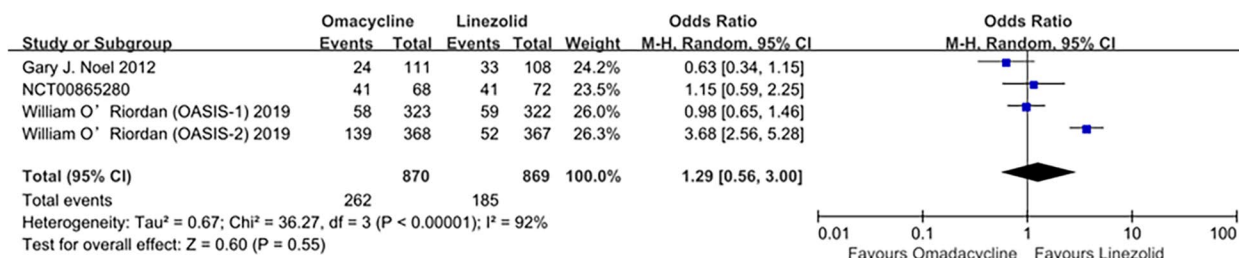 Omacycline Linezolid Odds Ratio Odds Ratio
Study or Subgroup Events Total Events Total Weight M-H, Random, 95% CI M-H, Random, 95% CI
Gary J. Noel 2012 24 111 33 108 24.2% 0.63 [0.34, 1.15]
NCT00865280 41 68 41 72 23.5% 1.15 [0.59, 2.25]
William O’ Riordan (OASIS-1) 2019 58 323 59 322 26.0% 0.98 [0.65, 1.46]
William O’ Riordan (OASIS-2) 2019 139 368 52 367 26.3% 3.68 [2.56, 5.28]
Total (95% CI) 870 869 100.0% 1.29 [0.56, 3.00]
Total events 262 185
Heterogeneity: Tau² = 0.67; Chi² = 36.27, df = 3 (P < 0.00001); I² = 92%
Test for overall effect: Z = 0.60 (P = 0.55)
0.01 0.1 1 10 100
Favours Omadacycline Favours Linezolid